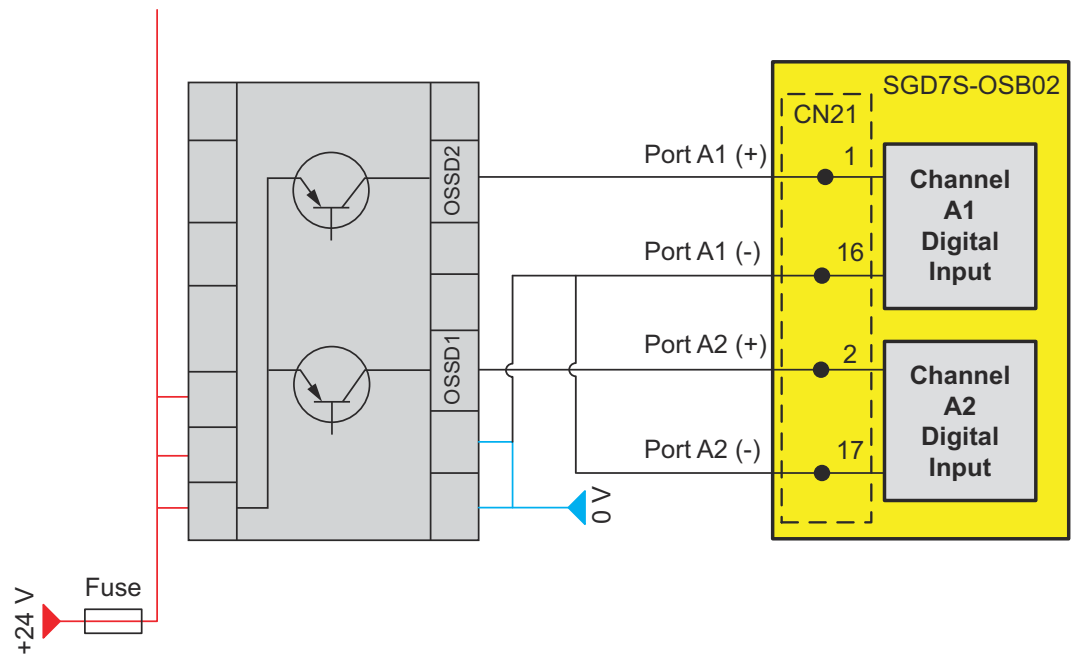 SGD7S-OSB02
CN21
OSSD2
Port A1 (+)
1
Channel
A1
Digital
Input
Port A1 (-)
16
OSSD1
Port A2 (+)
2
Channel
A2
Digital
Input
Port A2 (-)
17
0 V
Fuse
+24 V